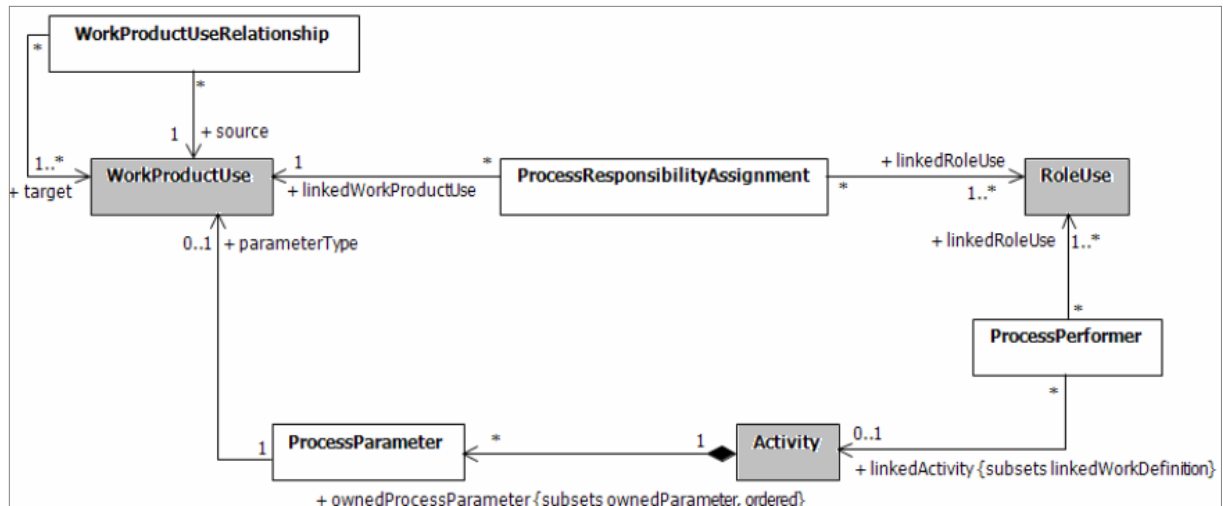 WorkProductUseRelationship
*
*
1
+ source
1..*
+ target
WorkProductUse
1
+ linkedWorkProductUse
*
ProcessResponsibilityAssignment
*
+ linkedRoleUse
1..*
RoleUse
0..1
+ parameterType
+ linkedRoleUse
1..*
*
ProcessPerformer
*
1
ProcessParameter
*
1
Activity
0..1
+ linkedActivity {subsets linkedWorkDefinition}
+ ownedProcessParameter {subsets ownedParameter, ordered}